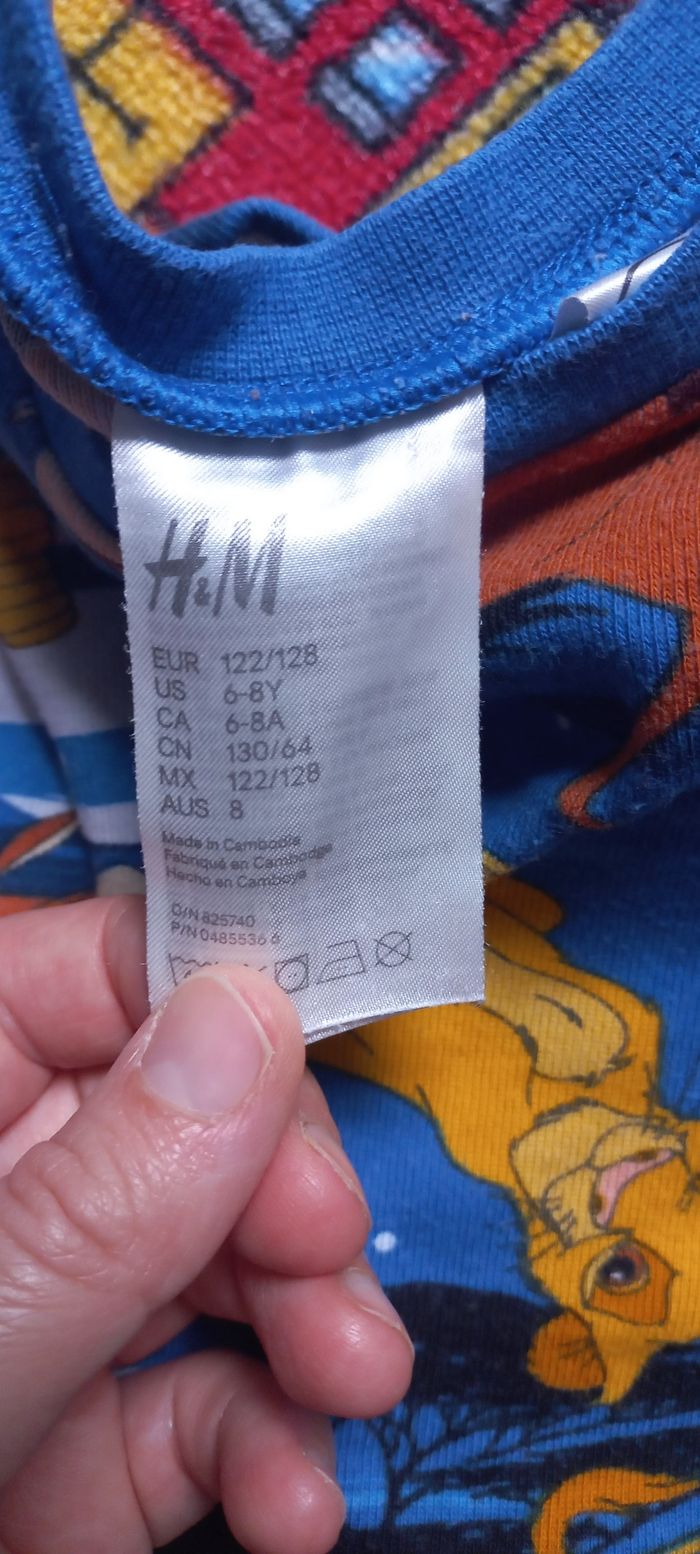 H&M
EUR 122/128
US 6-8Y
CA 6-8A
CN 130/64
MX 122/128
AUS 8
Made in Cambodia
Fabriqué en Cambodge
Hecho en Camboya
O/N 825740
P/N 0485536 6